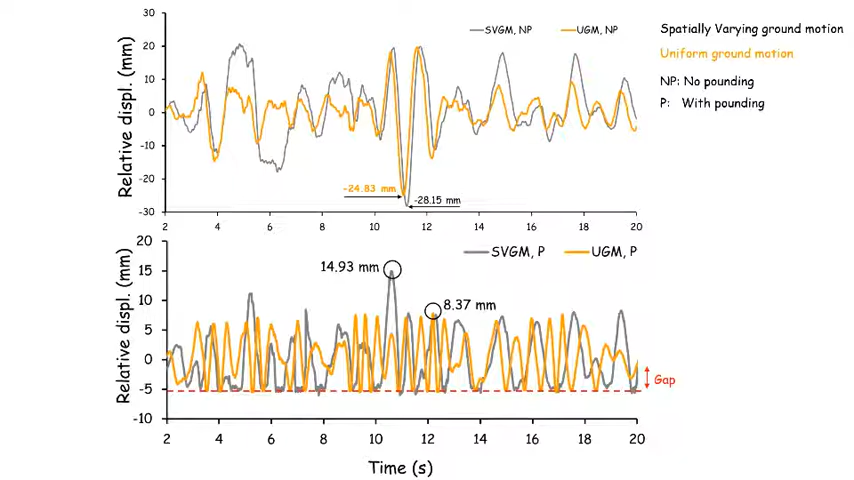 30
20
10
0
-10
-20
-30
Relative displ. (mm)
SVGM, NP
UGM, NP
-24.83 mm
-28.15 mm
2 4 6 8 10 12 14 16 18 20
Spatially Varying ground motion
Uniform ground motion
NP: No pounding
P: With pounding
20
15
10
5
0
-5
-10
Relative displ. (mm)
SVGM, P
UGM, P
14.93 mm
8.37 mm
Gap
2 4 6 8 10 12 14 16 18 20
Time (s)